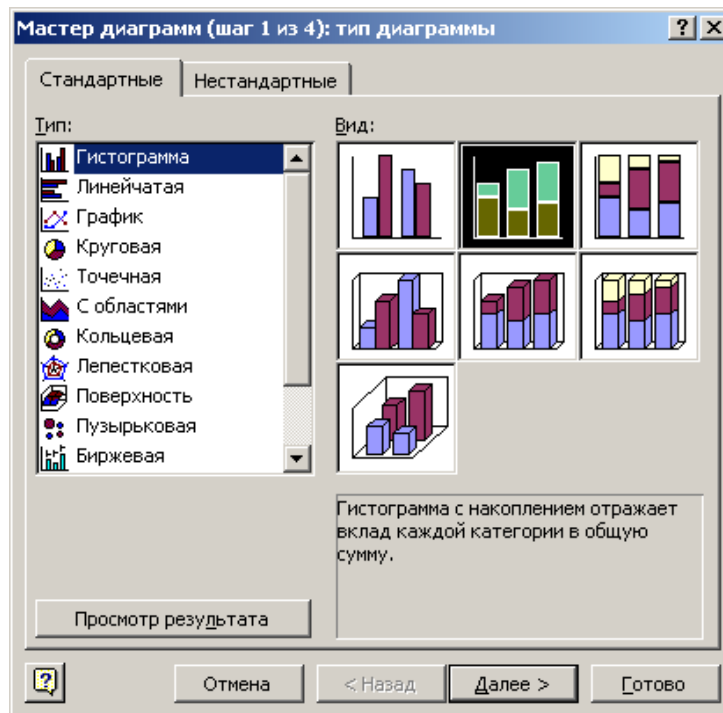 Мастер диаграмм (шаг 1 из 4): тип диаграммы
Стандартные
Нестандартные
Тип:
Гистограмма
Линейчатая
График
Круговая
Точечная
С областями
Кольцевая
Лепестковая
Поверхность
Пузырьковая
Биржевая
Вид:
Гистограмма с накоплением отражает
вклад каждой категории в общую
сумму.
Просмотр результата
Отмена
< Назад
Далее >
Готово